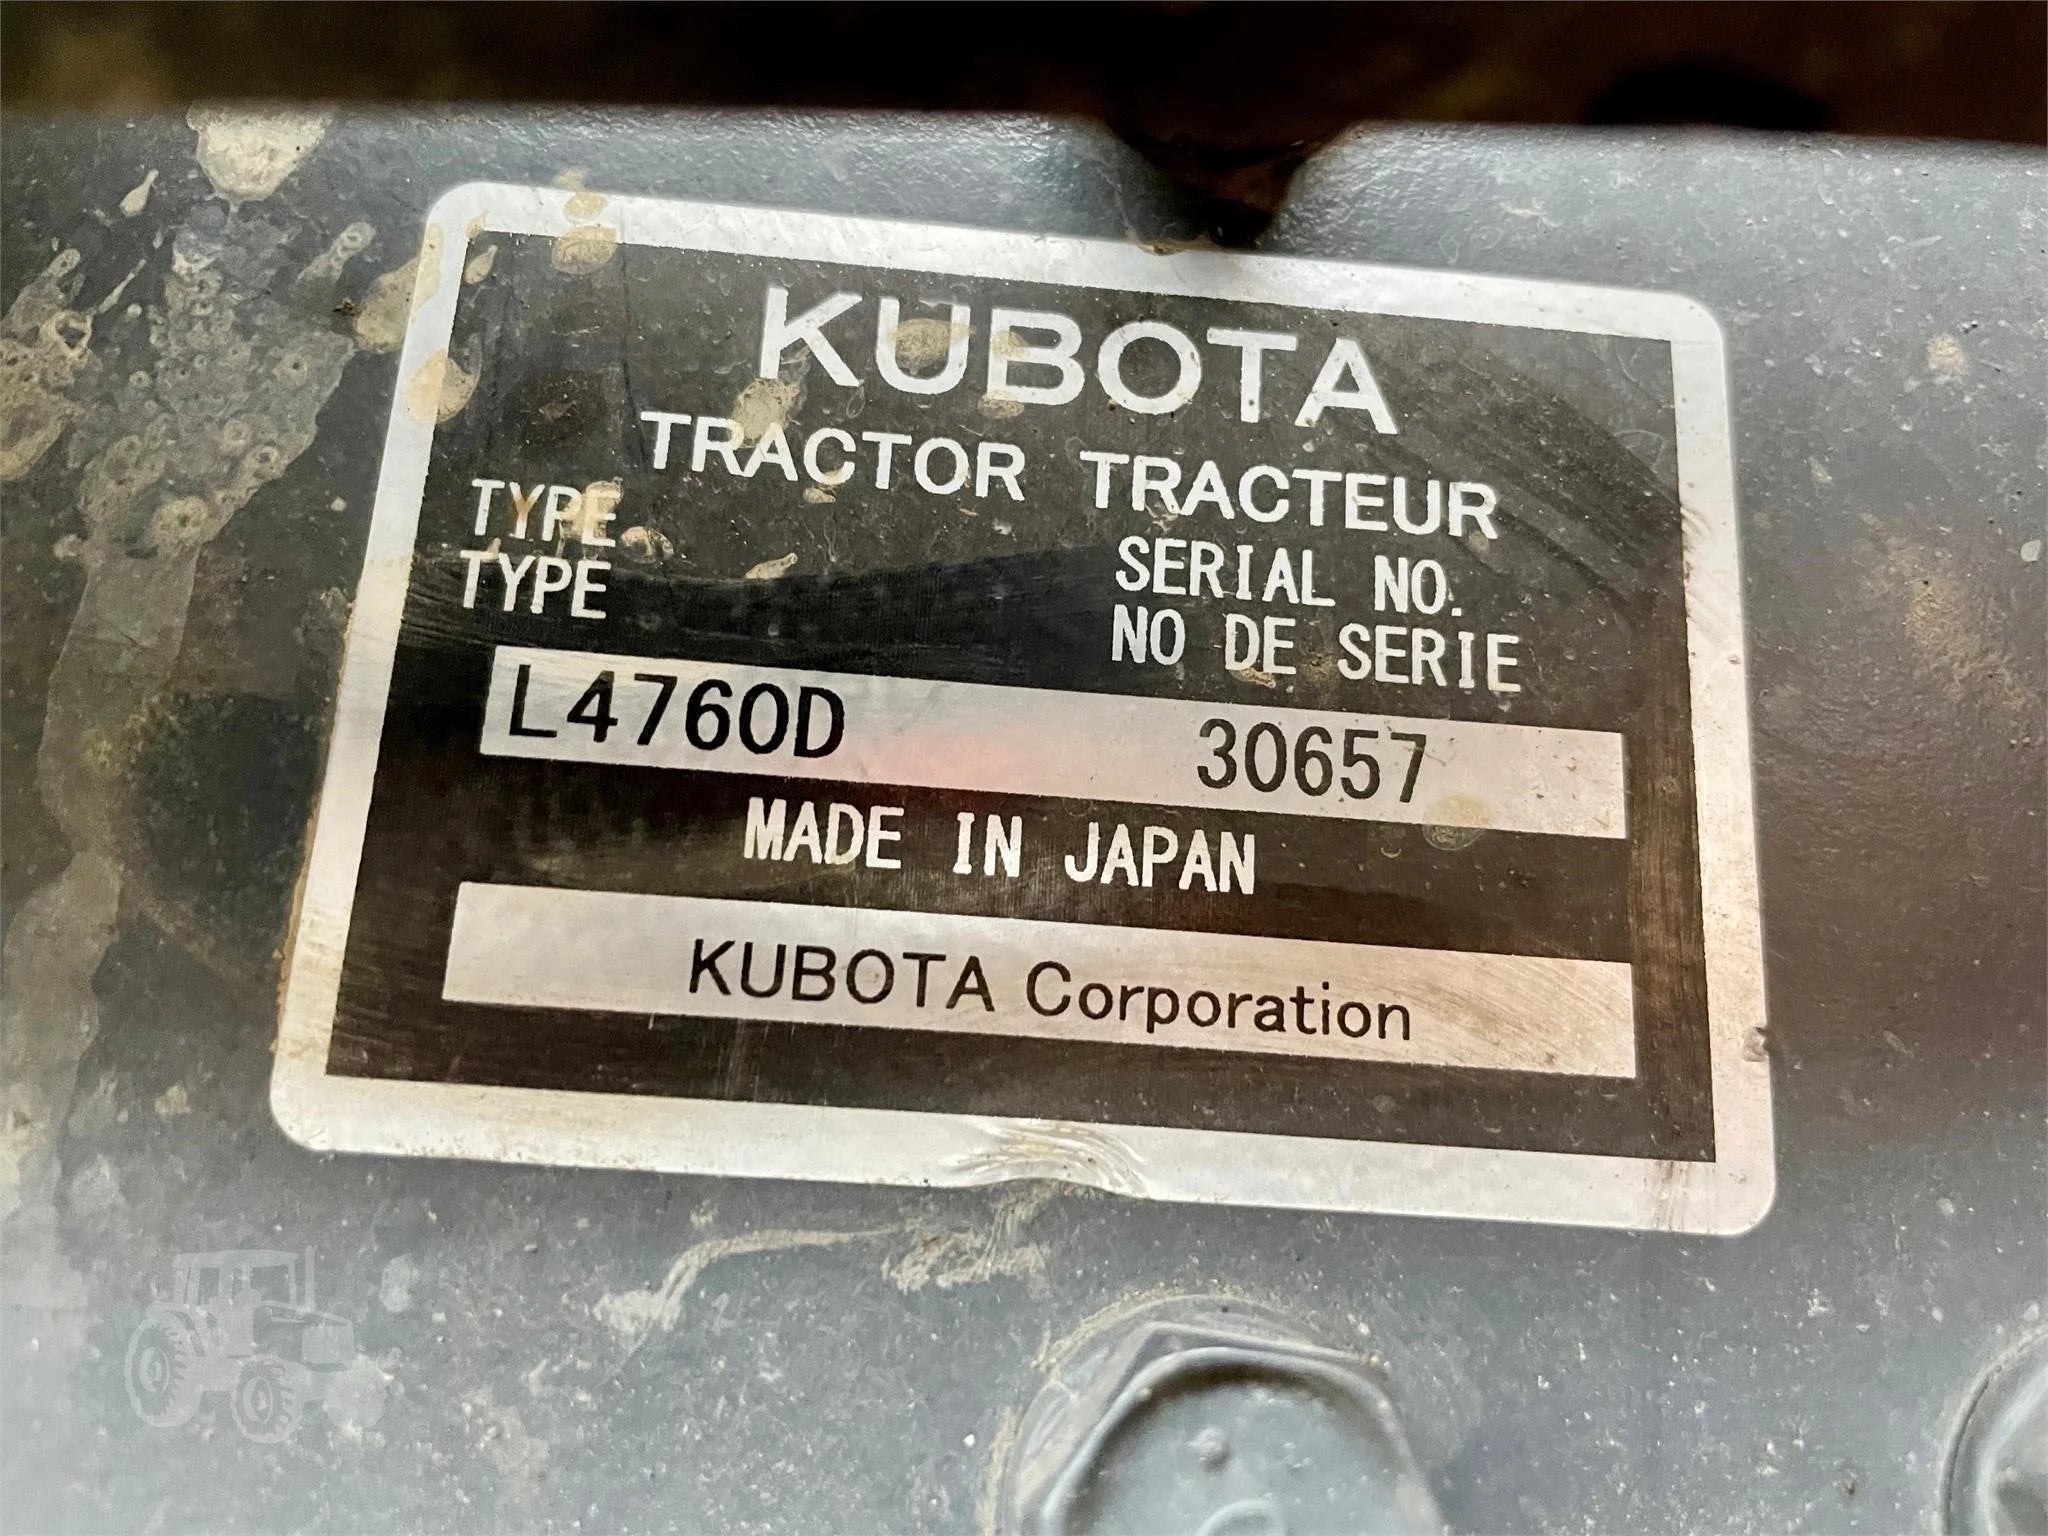 KUBOTA
TRACTOR TRACTEUR
TYPE
TYPE
SERIAL NO.
NO DE SERIE
L4760D 30657
MADE IN JAPAN
KUBOTA Corporation